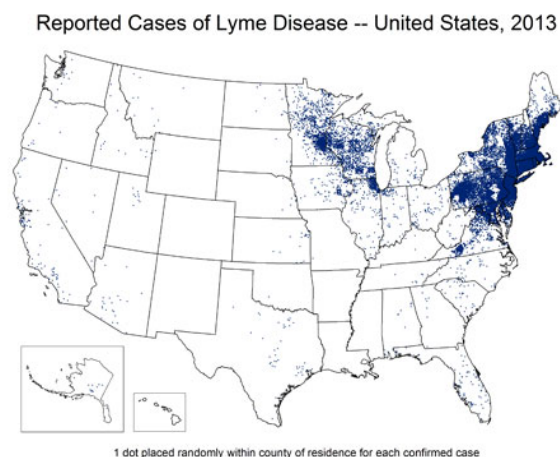 Reported Cases of Lyme Disease -- United States, 2013
1 dot placed randomly within county of residence for each confirmed case